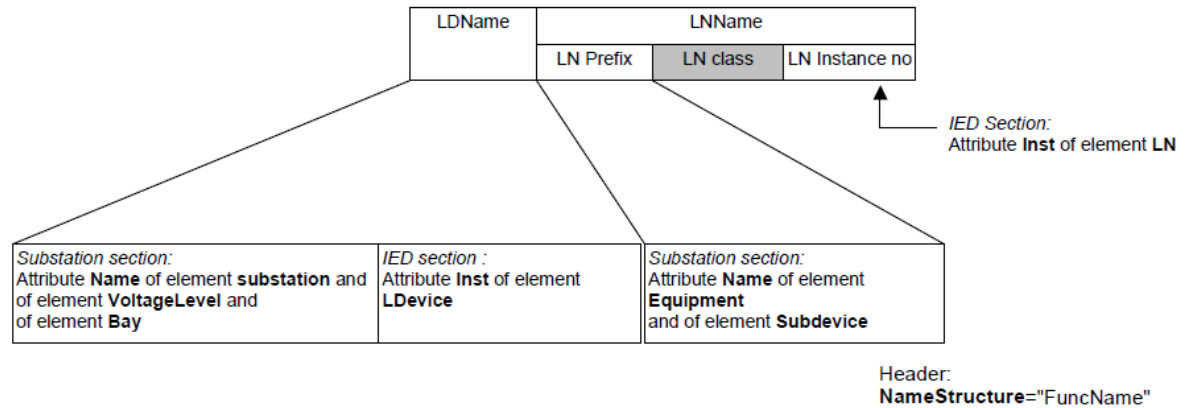 LDName
LNName
LN Prefix
LN class
LN Instance no
IED Section:
Attribute Inst of element LN
Substation section:
Attribute Name of element substation and
of element VoltageLevel and
of element Bay
IED section :
Attribute Inst of element
LDevice
Substation section:
Attribute Name of element
Equipment
and of element Subdevice
Header:
NameStructure="FuncName"